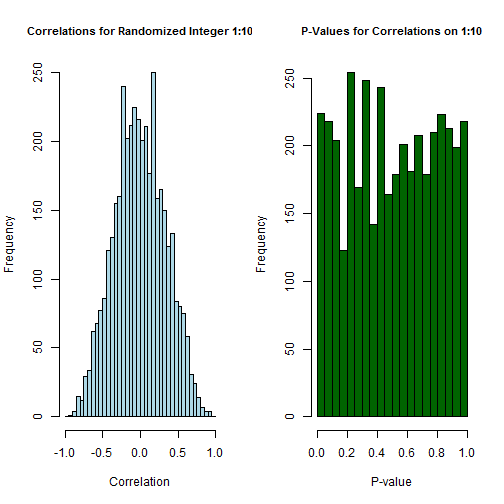 Correlations for Randomized Integer 1:10
P-Values for Correlations on 1:10
Frequency
0
50
100
150
200
250
-1.0 -0.5 0.0 0.5 1.0
Correlation
Frequency
0
50
100
150
200
250
0.0 0.2 0.4 0.6 0.8 1.0
P-value